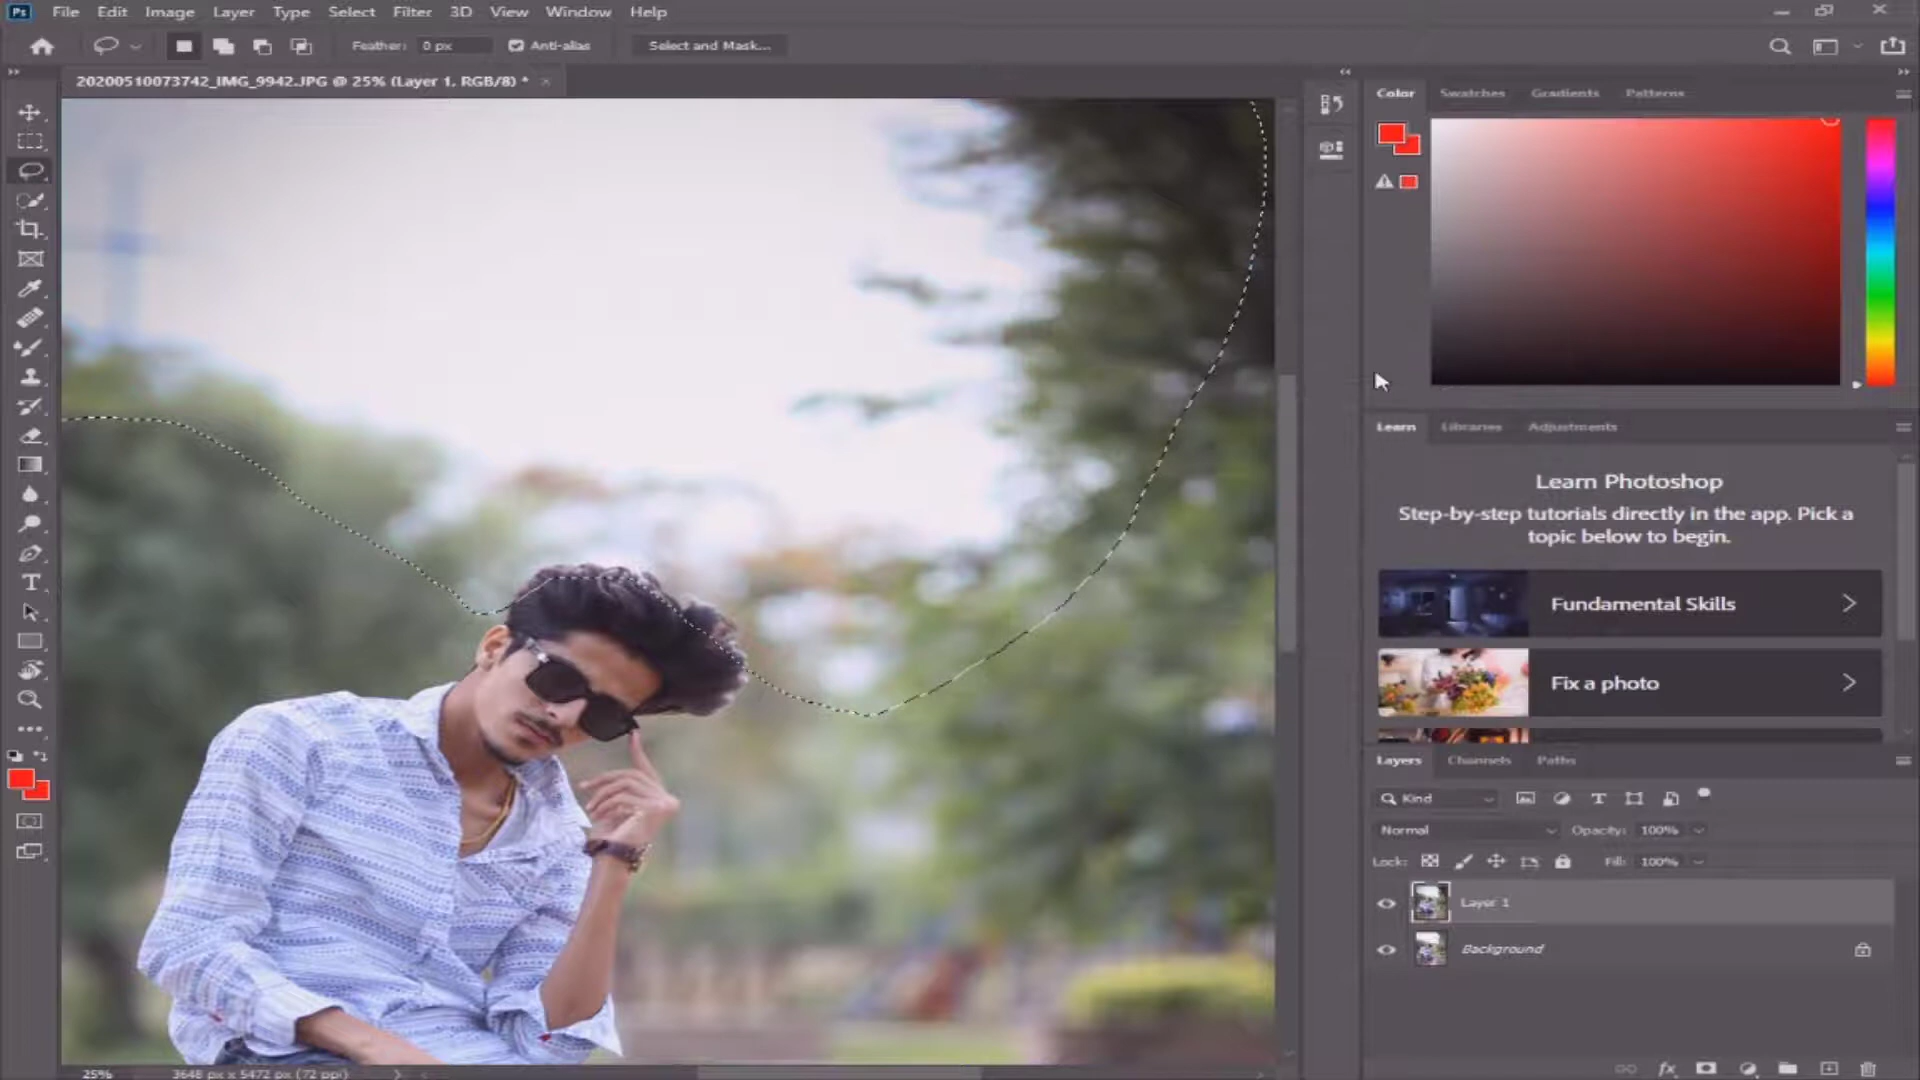 Ps File Edit Image Layer Type Select Filter 3D View Window Help
Feather: 0 px Anti-alias Select and Mask...
20200510073742_IMG_9942.JPG @ 25% (Layer 1, RGB/8) *
Color Swatches Gradients Patterns
Learn Libraries Adjustments
Learn Photoshop
Step-by-step tutorials directly in the app. Pick a
topic below to begin.
Fundamental Skills
Fix a photo
Layers Channels Paths
Kind
Normal Opacity: 100%
Lock: Fill: 100%
Layer 1
Background
25% 3648 px x 5472 px (72 ppi)